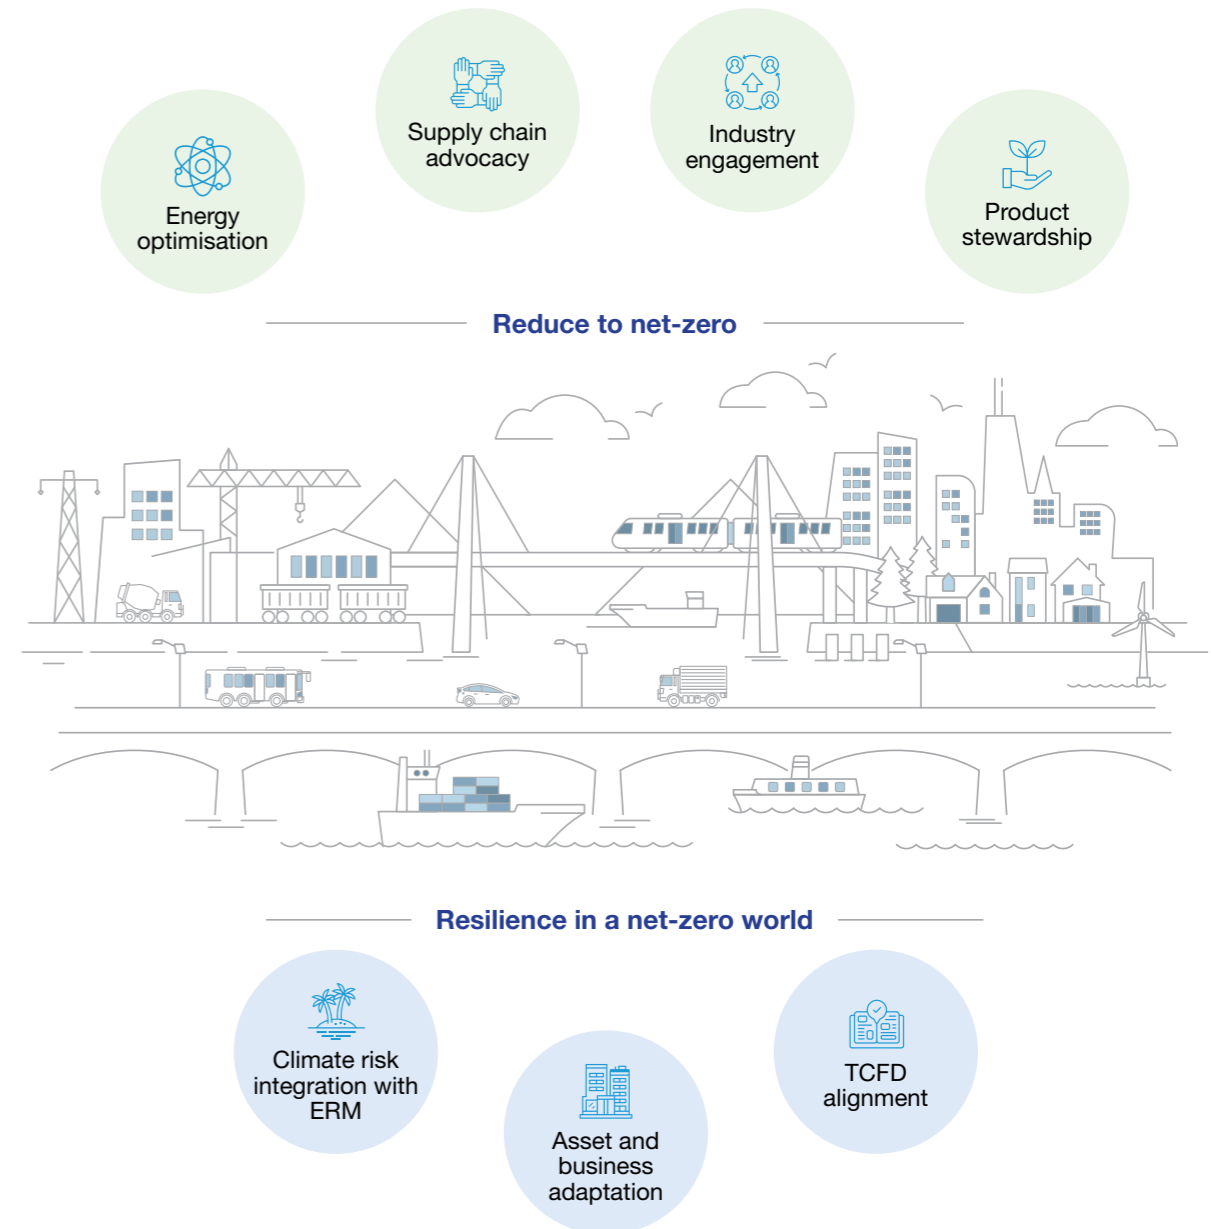 Supply chain
advocacy
Industry
engagement
Energy
optimisation
Product
stewardship
Reduce to net-zero
Resilience in a net-zero world
Climate risk
integration with
ERM
TCFD
alignment
Asset and
business
adaptation